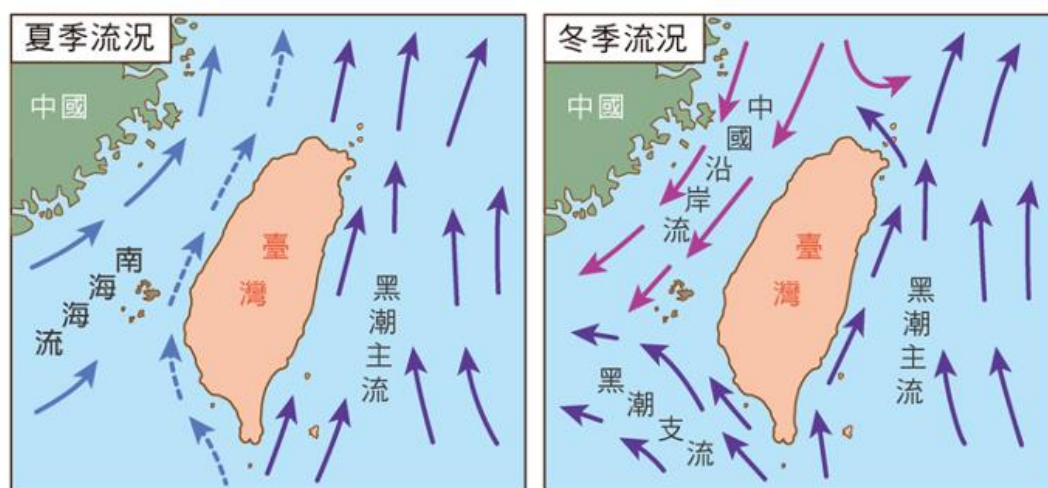 夏季流況
中國
臺灣
南海海流
黑潮主流
冬季流況
中國
中國沿岸流
臺灣
黑潮主流
黑潮支流